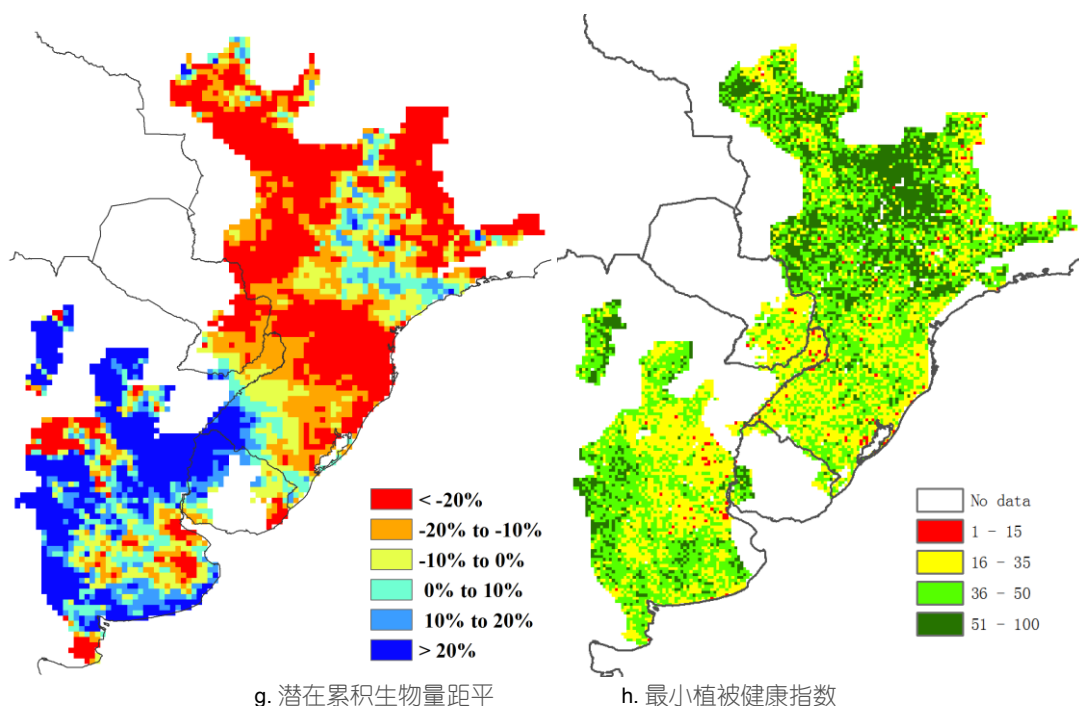 < -20%
-20% to -10%
-10% to 0%
0% to 10%
10% to 20%
> 20%
No data
1 - 15
16 - 35
36 - 50
51 - 100
g. 潜在累积生物量距平
h. 最小植被健康指数